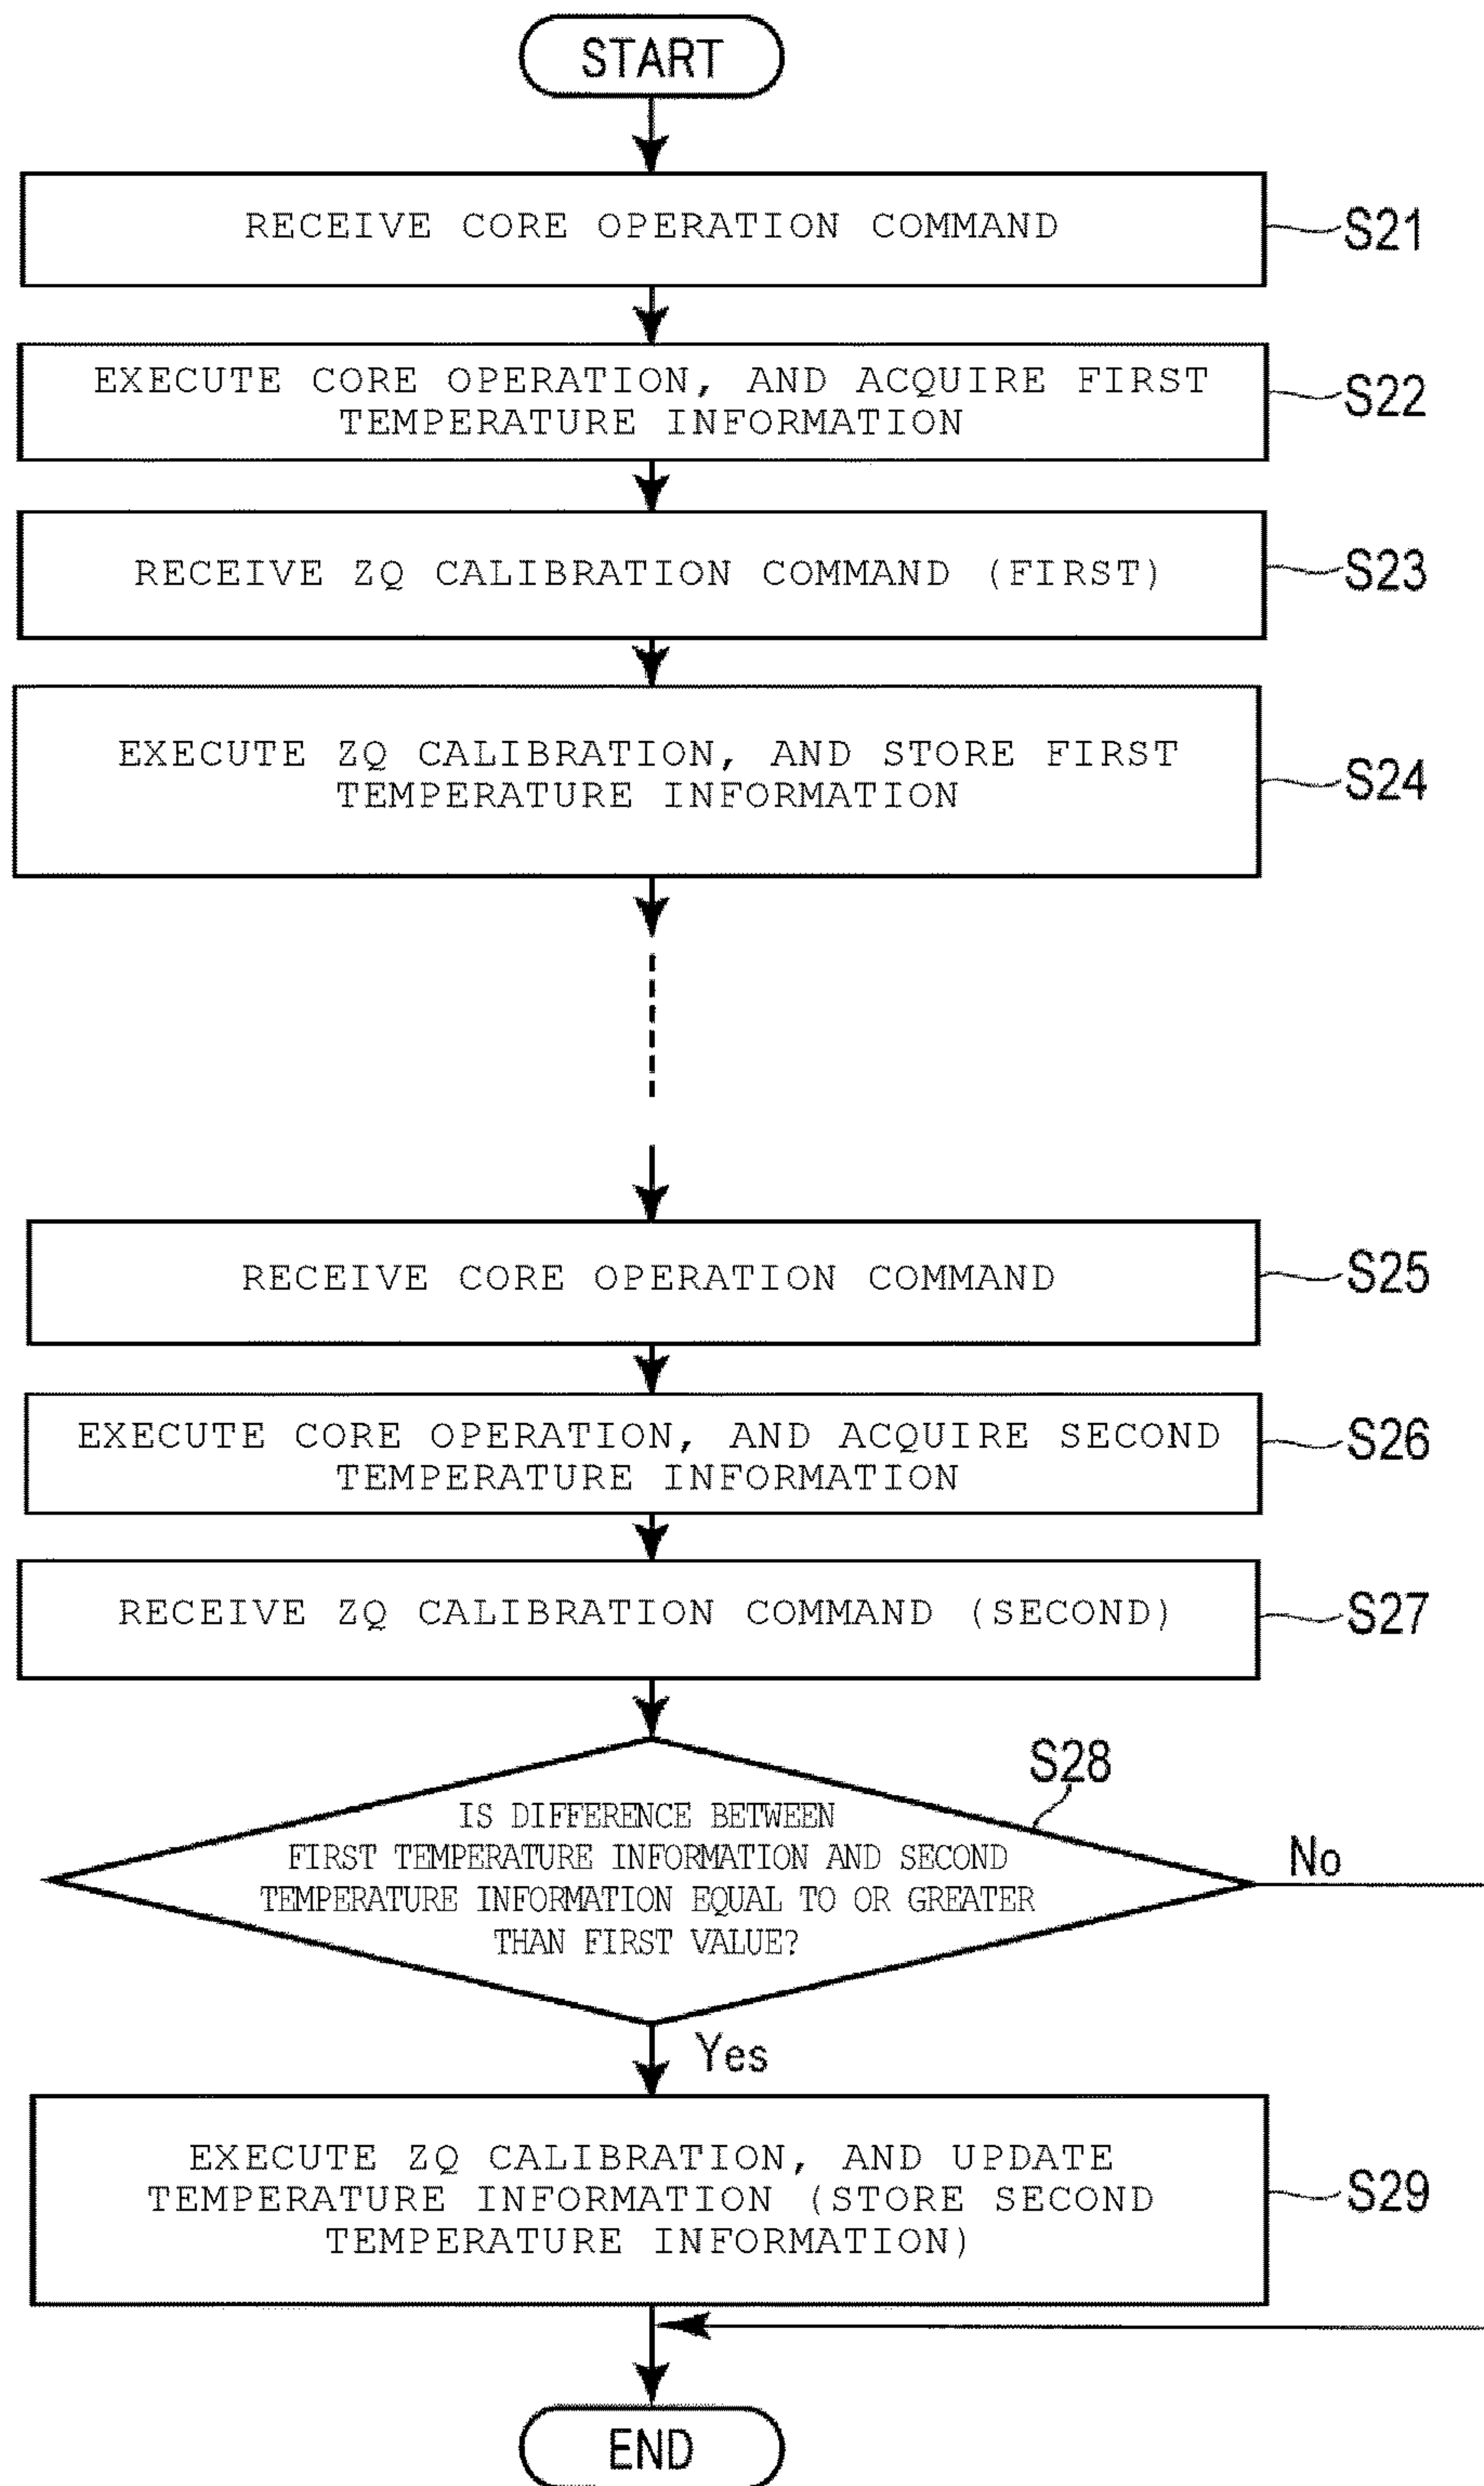 START
RECEIVE CORE OPERATION COMMAND
S21
EXECUTE CORE OPERATION, AND ACQUIRE FIRST
TEMPERATURE INFORMATION
S22
RECEIVE ZQ CALIBRATION COMMAND (FIRST)
S23
EXECUTE ZQ CALIBRATION, AND STORE FIRST
TEMPERATURE INFORMATION
S24
RECEIVE CORE OPERATION COMMAND
S25
EXECUTE CORE OPERATION, AND ACQUIRE SECOND
TEMPERATURE INFORMATION
S26
RECEIVE ZQ CALIBRATION COMMAND (SECOND)
S27
S28
IS DIFFERENCE BETWEEN
FIRST TEMPERATURE INFORMATION AND SECOND
TEMPERATURE INFORMATION EQUAL TO OR GREATER
THAN FIRST VALUE?
No
Yes
EXECUTE ZQ CALIBRATION, AND UPDATE
TEMPERATURE INFORMATION (STORE SECOND
TEMPERATURE INFORMATION)
S29
END